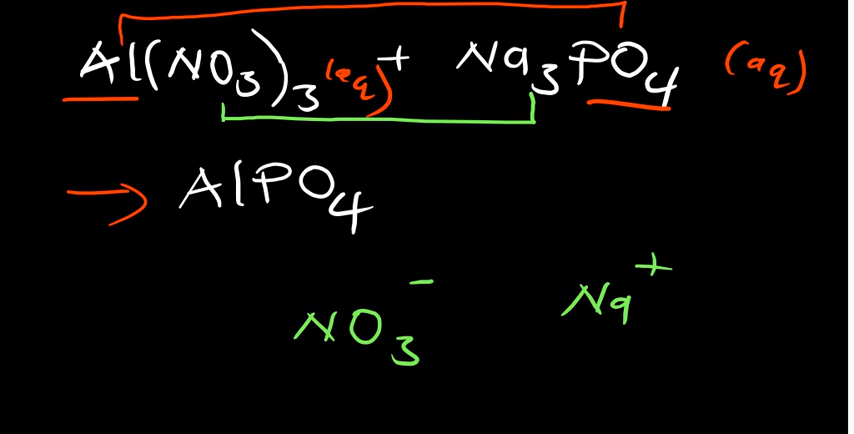 Al(NO₃)₃(aq) + Na₃PO₄ (aq)
→ AlPO₄
NO₃⁻ Na⁺